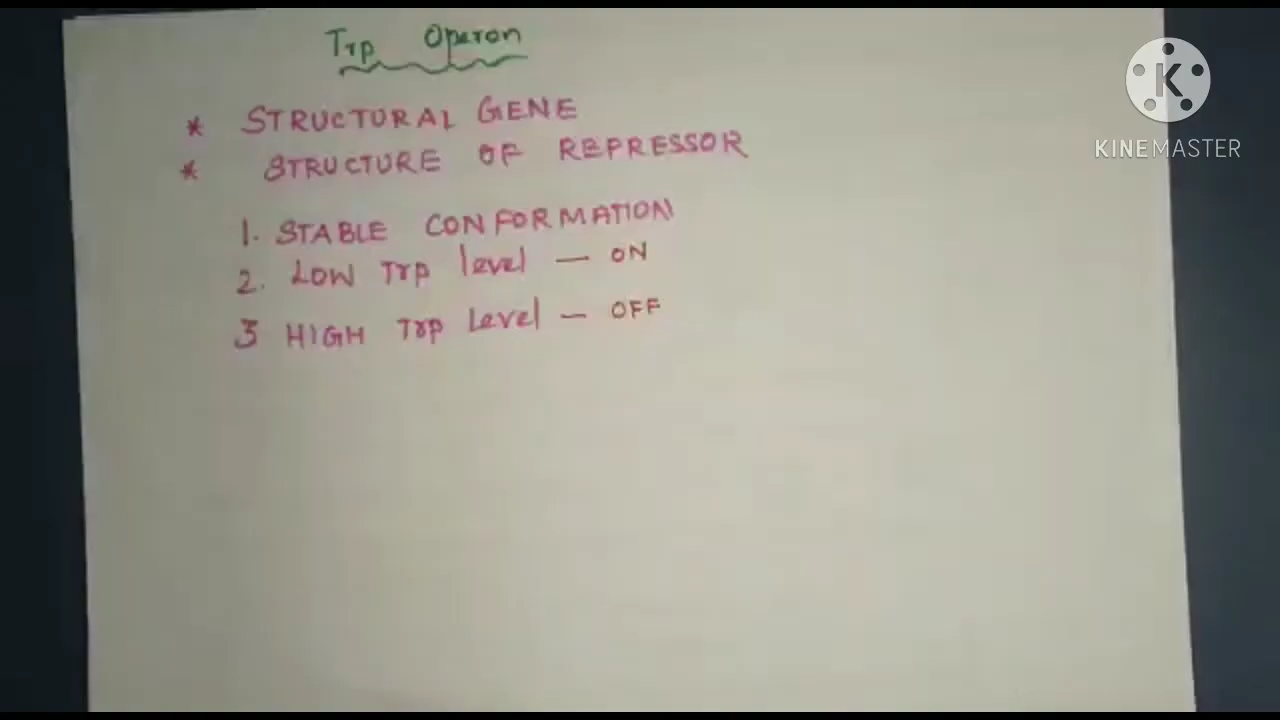 Trp Operon
* STRUCTURAL GENE
* STRUCTURE OF REPRESSOR
1. STABLE CONFORMATION
2. LOW Trp level — ON
3 HIGH Trp Level — OFF
K
KINEMASTER